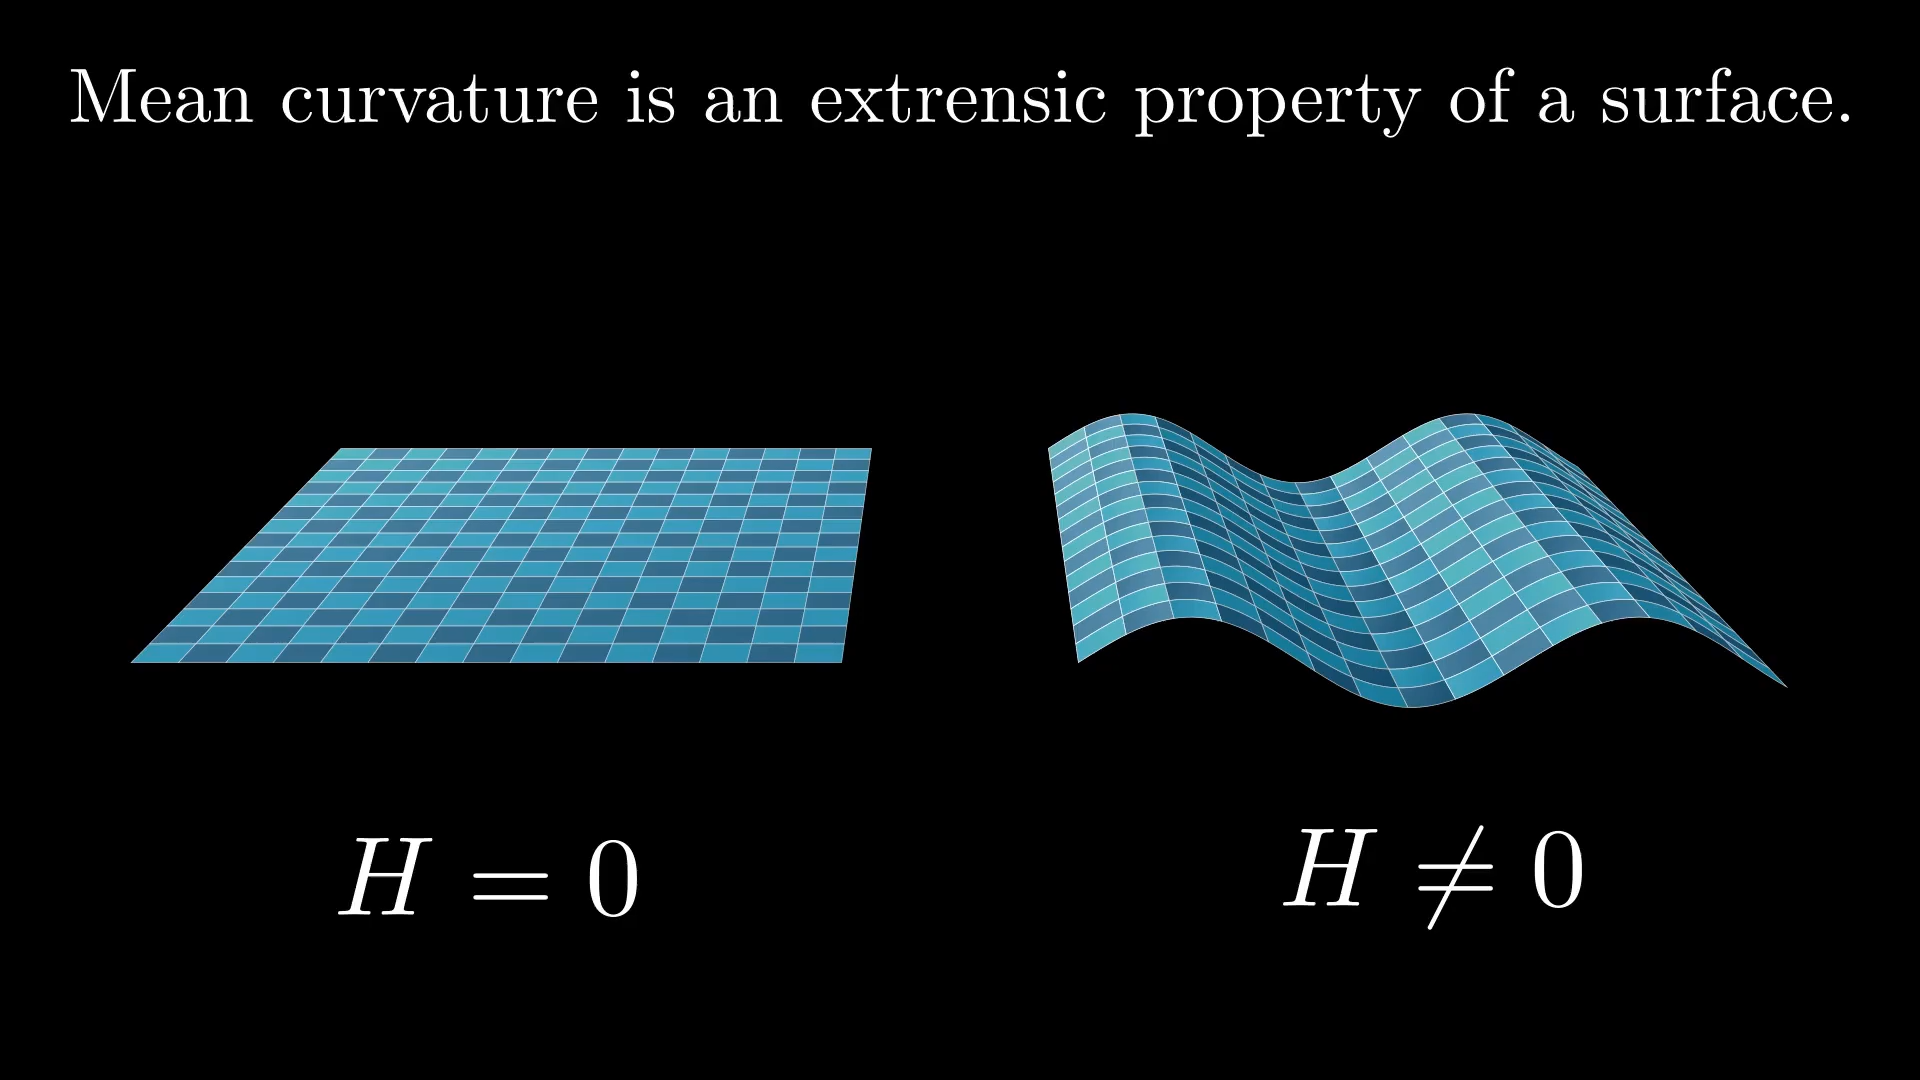 Mean curvature is an extrensic property of a surface.
H = 0
H ≠ 0